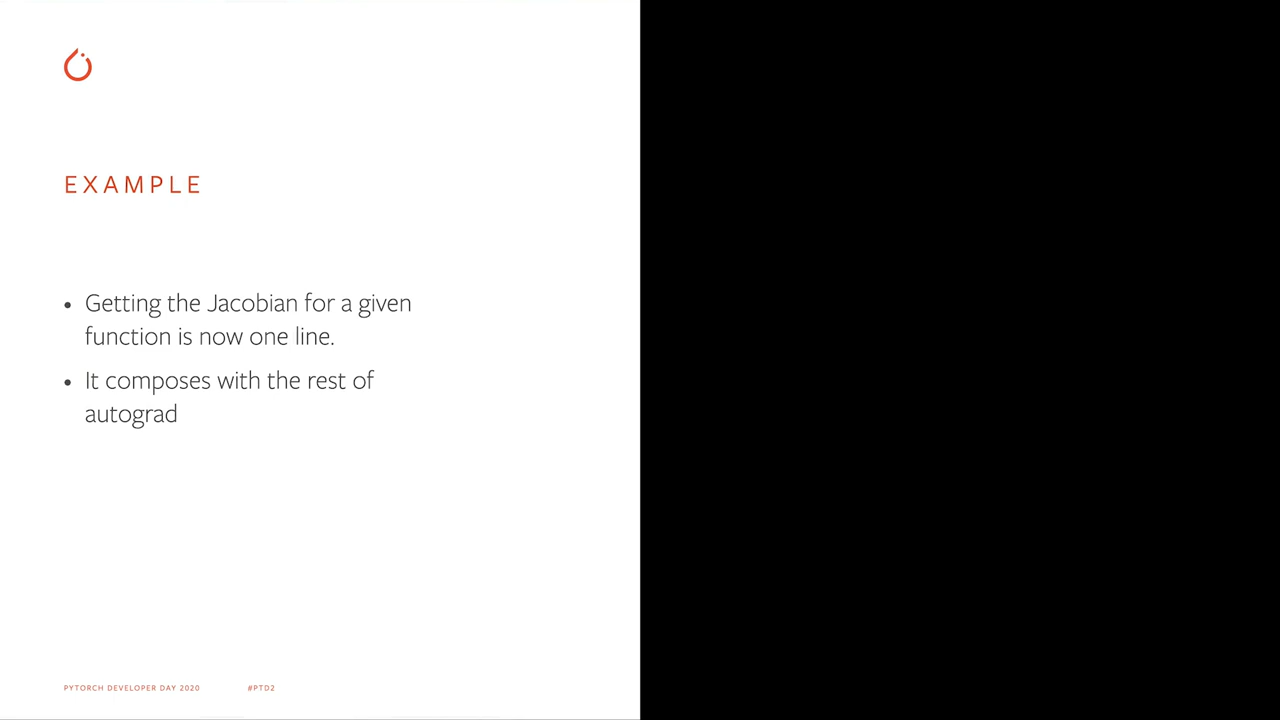 EXAMPLE
• Getting the Jacobian for a given
function is now one line.
• It composes with the rest of
autograd
PYTORCH DEVELOPER DAY 2020 #PTD2